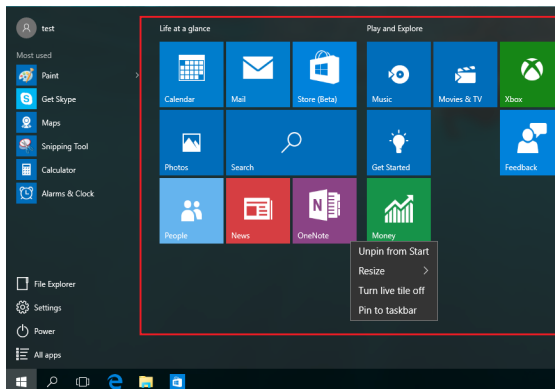 test
Most used
Paint
Get Skype
Maps
Snipping Tool
Calculator
Alarms & Clock
File Explorer
Settings
Power
All apps
Life at a glance
Calendar
Mail
Store (Beta)
Photos
Search
People
News
OneNote
Play and Explore
Music
Movies & TV
Xbox
Get Started
Feedback
Money
Unpin from Start
Resize
Turn live tile off
Pin to taskbar